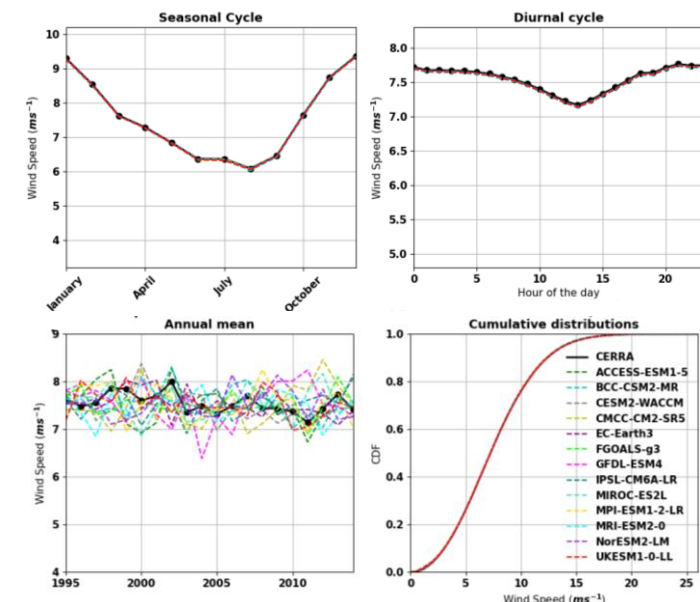 Seasonal Cycle
10
9
8
7
6
5
4
Wind Speed (ms⁻¹)
April
July
October
Diurnal cycle
8.0
7.5
7.0
6.5
6.0
5.5
5.0
Wind Speed (ms⁻¹)
0 5 10 15 20
Hour of the day
Annual mean
9
8
7
6
5
4
Wind Speed (ms⁻¹)
1995 2000 2005 2010
Cumulative distributions
1.0
0.8
0.6
0.4
0.2
0.0
CDF
CERRA
ACCESS-ESM1-5
BCC-CSM2-MR
CESM2-WACCM
CMCC-CM2-SR5
EC-Earth3
FGOALS-g3
GFDL-ESM4
IPSL-CM6A-LR
MIROC-ES2L
MPI-ESM1-2-LR
MRI-ESM2-0
NorESM2-LM
UKESM1-0-LL
0 5 10 15 20 25
Wind Speed (ms⁻¹)